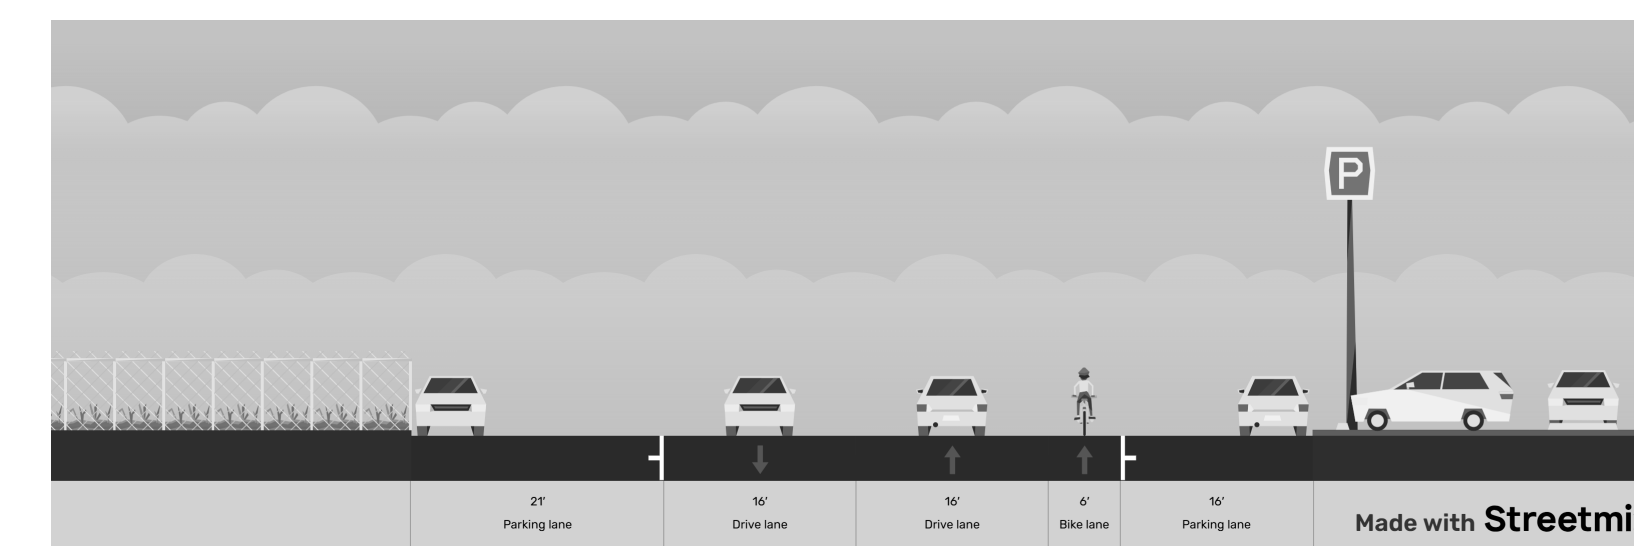 P
21′ 16′ 16′ 6′ 16′
Parking lane Drive lane Drive lane Bike lane Parking lane
Made with Streetmi